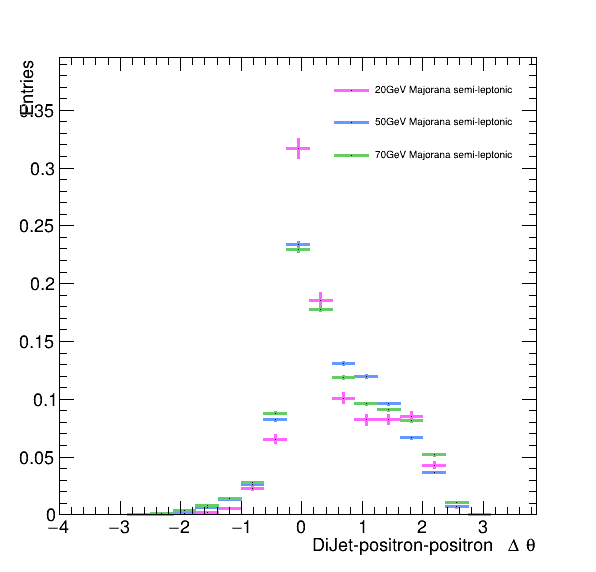 Entries
20GeV Majorana semi-leptonic
50GeV Majorana semi-leptonic
70GeV Majorana semi-leptonic
0.35
0.3
0.25
0.2
0.15
0.1
0.05
0
−4 −3 −2 −1 0 1 2 3
DiJet-positron-positron Δ θ